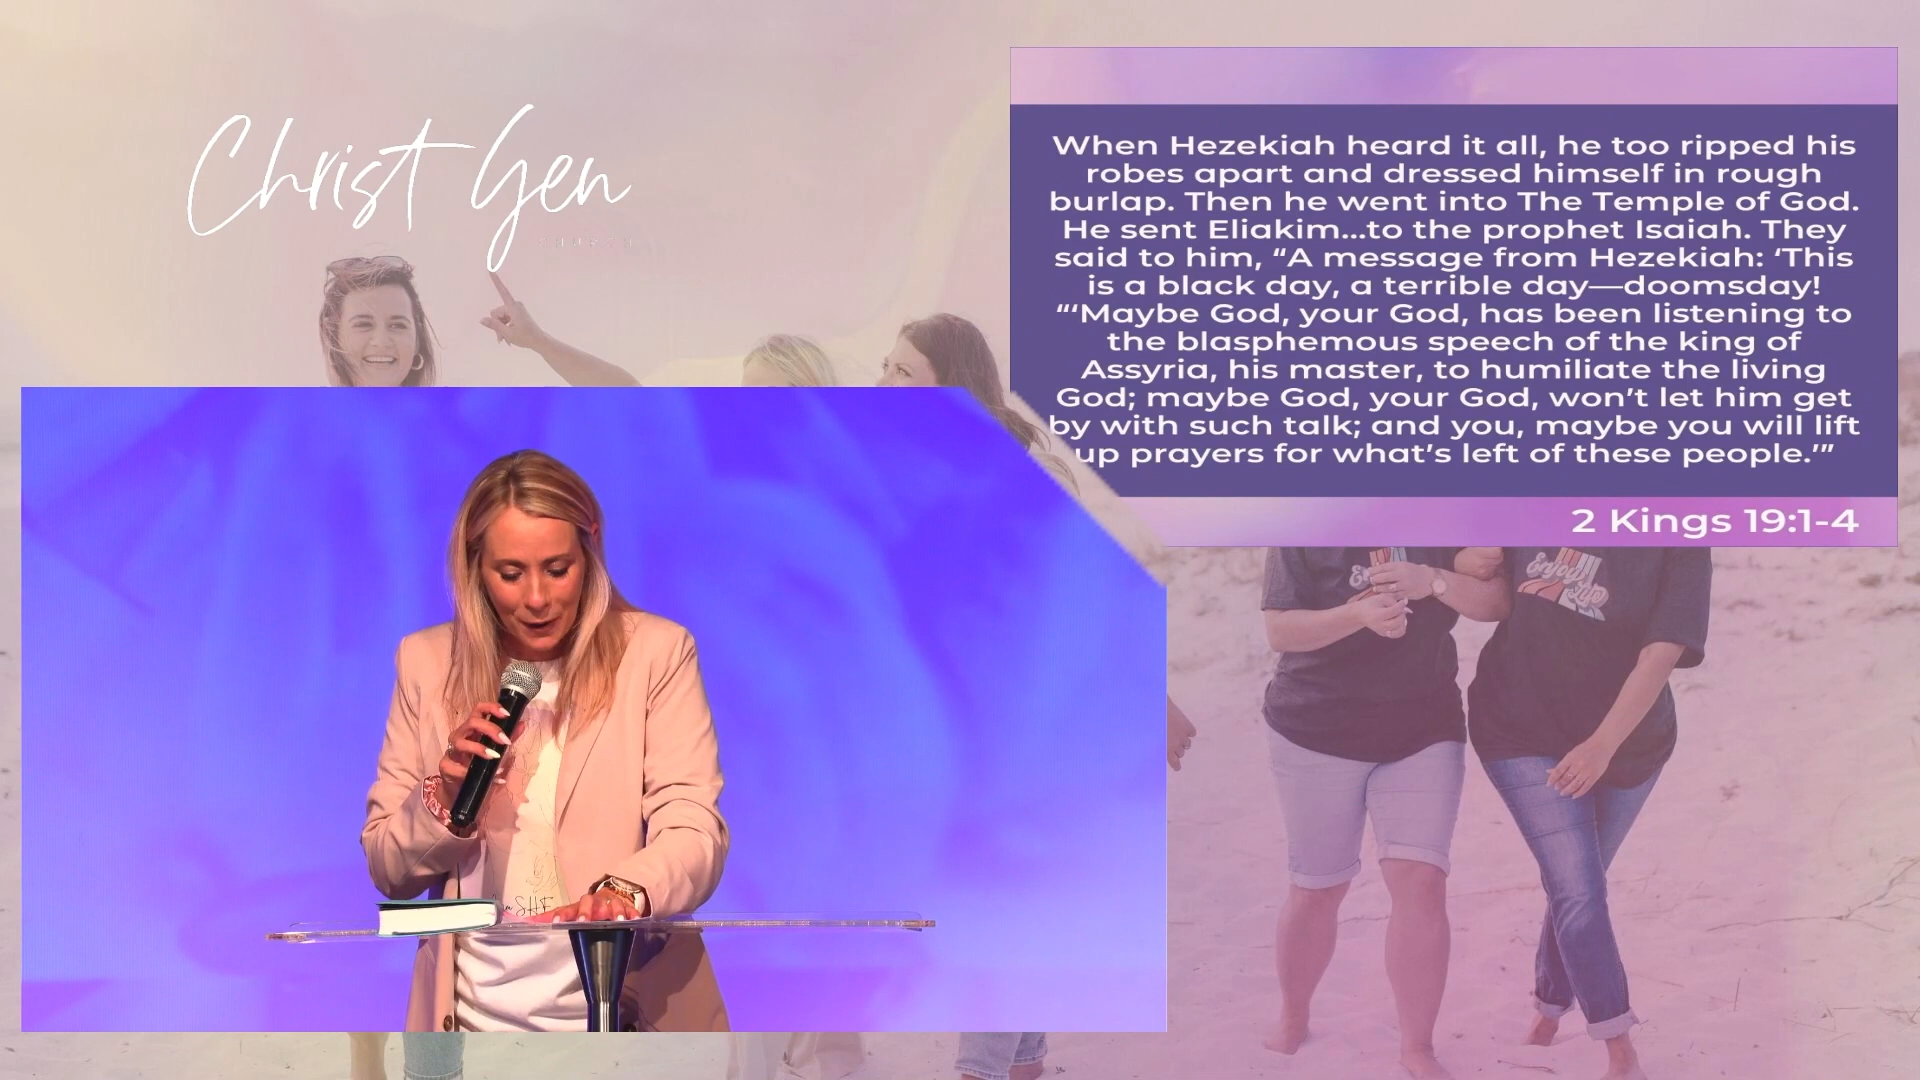 Christ Gen
CHURCH
When Hezekiah heard it all, he too ripped his
robes apart and dressed himself in rough
burlap. Then he went into The Temple of God.
He sent Eliakim...to the prophet Isaiah. They
said to him, “A message from Hezekiah: ‘This
is a black day, a terrible day—doomsday!
“‘Maybe God, your God, has been listening to
the blasphemous speech of the king of
Assyria, his master, to humiliate the living
God; maybe God, your God, won’t let him get
by with such talk; and you, maybe you will lift
up prayers for what’s left of these people.’”
2 Kings 19:1-4
Enjoy
Life
SHE